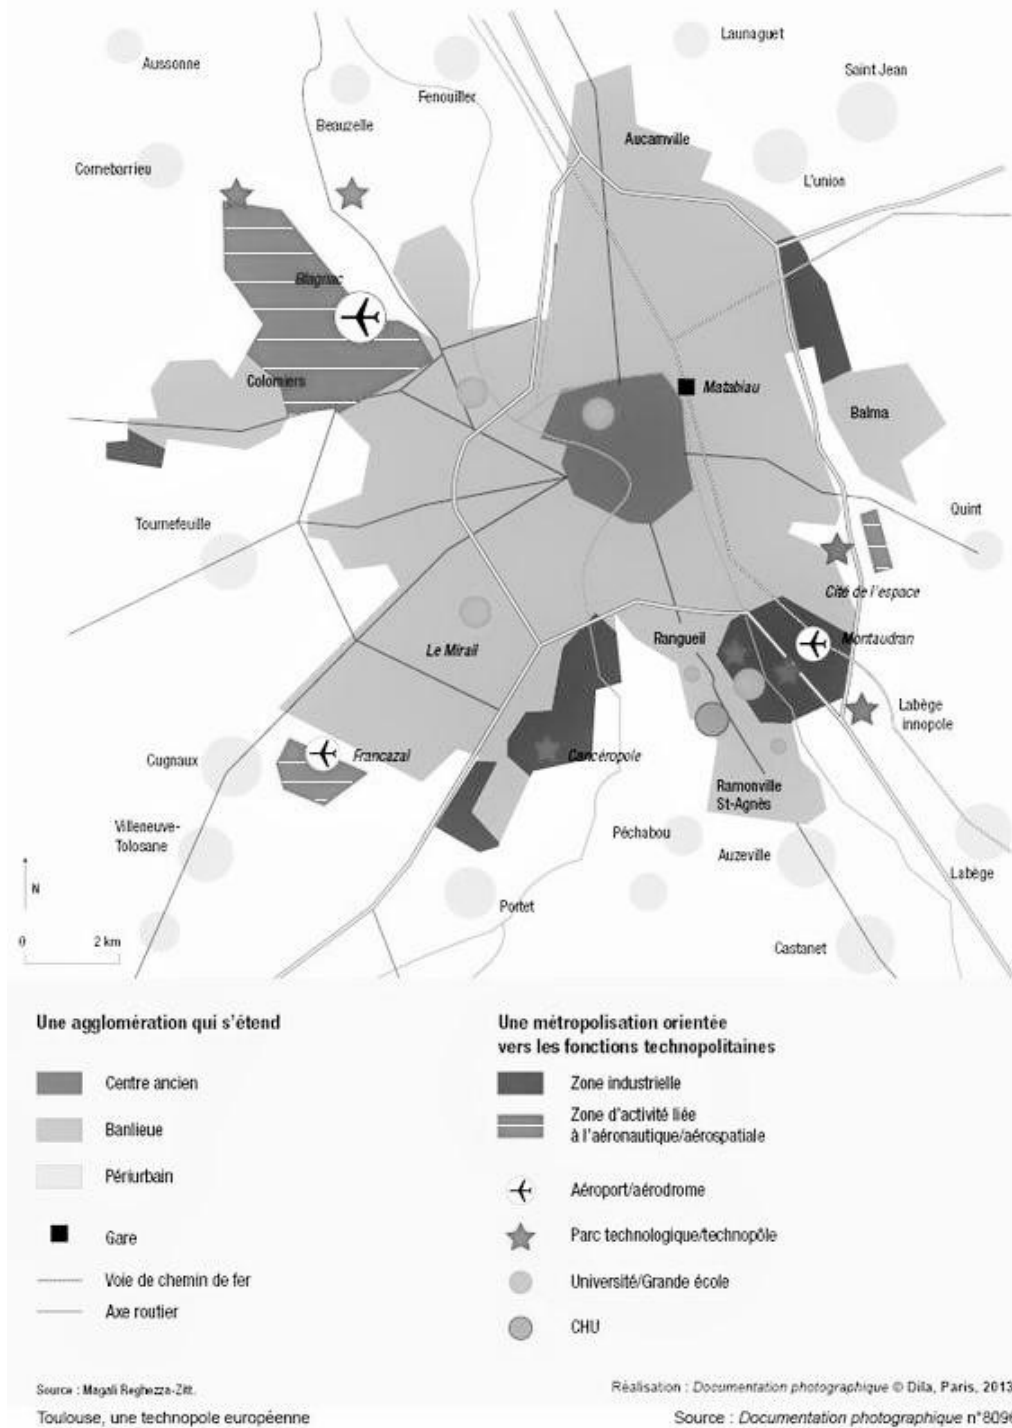 Launaguet
Aussonne
Saint Jean
Fenouiller
Beauzelle
Aucamville
Cornebarrieu
L'union
Blagnac
Colomiers
Matabiau
Balma
Tournefeuille
Quint
Cité de l'espace
Rangueil
Montaudran
Le Mirail
Labège
innopole
Cugnaux
Francazal
Cancéropole
Ramonville
St-Agnès
Villeneuve-
Tolosane
Péchabou
Auzeville
Labège
N
Portet
0 2 km
Castanet
Une agglomération qui s'étend
Centre ancien
Banlieue
Périurbain
Gare
Voie de chemin de fer
Axe routier
Une métropolisation orientée
vers les fonctions technopolitaines
Zone industrielle
Zone d'activité liée
à l'aéronautique/aérospatiale
Aéroport/aérodrome
Parc technologique/technopôle
Université/Grande école
CHU
Source : Magali Reghezza-Zitt.
Réalisation : Documentation photographique © Dila, Paris, 2013
Toulouse, une technopole européenne
Source : Documentation photographique n°809